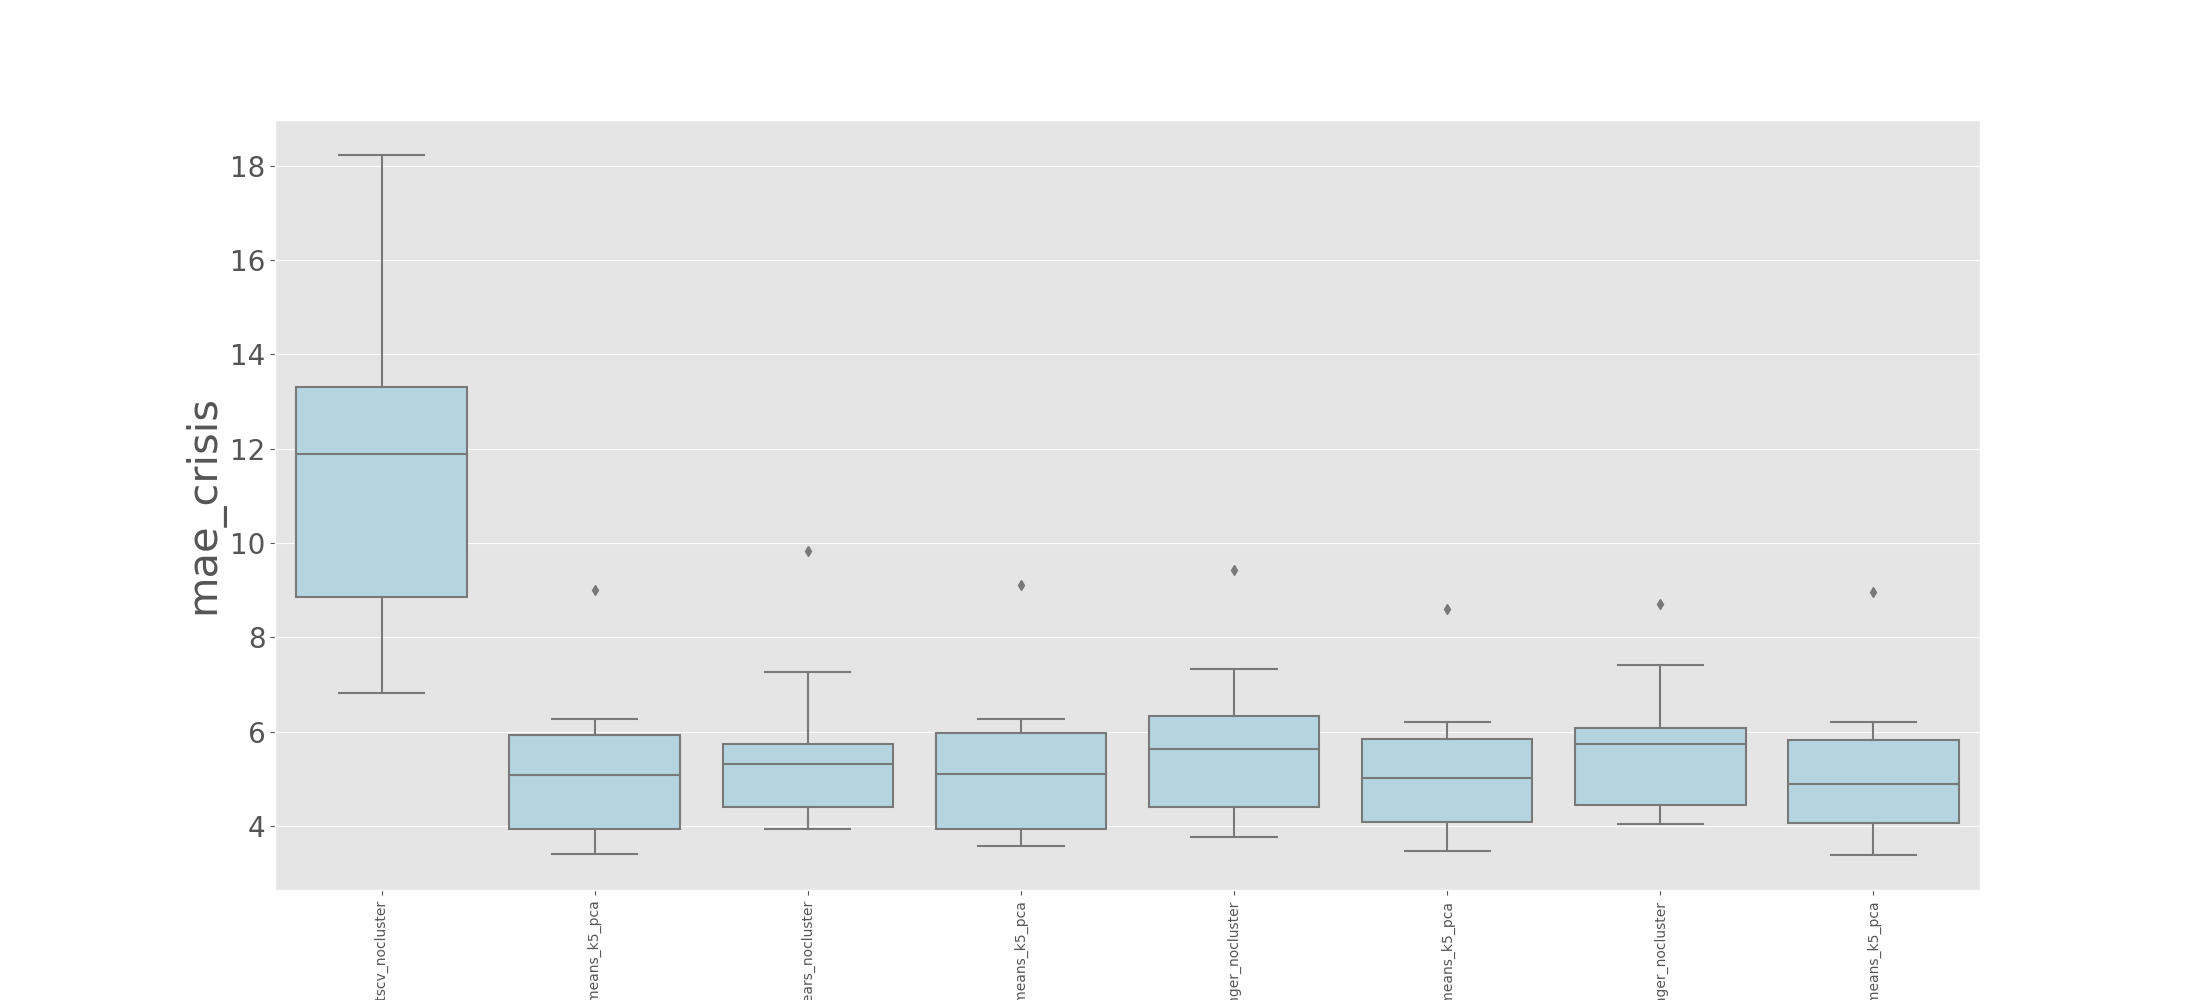 18
16
14
12
10
8
6
4
mae_crisis
tscv_nocluster
means_k5_pca
ears_nocluster
means_k5_pca
nger_nocluster
means_k5_pca
nger_nocluster
means_k5_pca